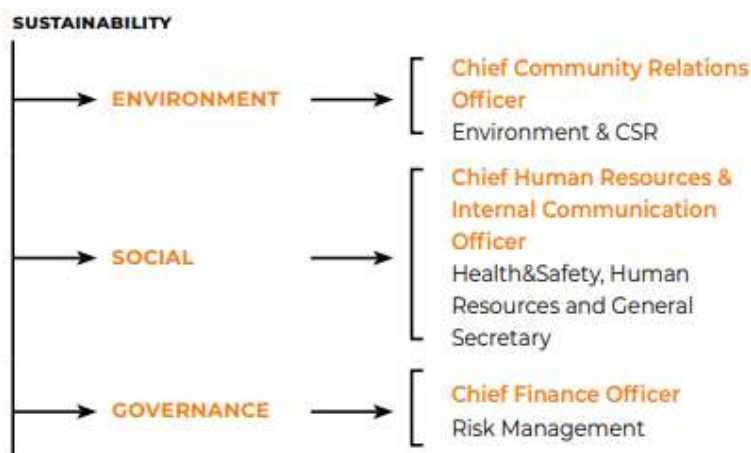 SUSTAINABILITY
ENVIRONMENT
Chief Community Relations
Officer
Environment & CSR
SOCIAL
Chief Human Resources &
Internal Communication
Officer
Health&Safety, Human
Resources and General
Secretary
GOVERNANCE
Chief Finance Officer
Risk Management